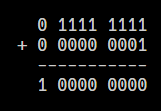 0 1111 1111
+ 0 0000 0001
-----------
1 0000 0000